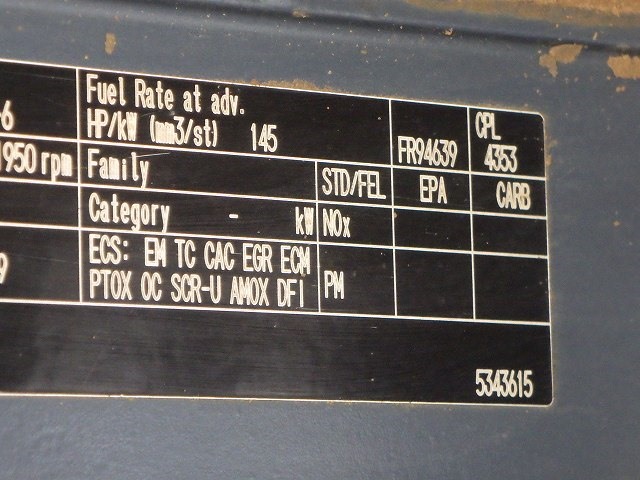 Fuel Rate at adv.
-6 HP/kW (mm3/st) 145 FR94639 CPL 4353
1950 rpm Family STD/FEL EPA CARB
Category - kW NOx
9 ECS: EM TC CAC EGR ECM
PTOX OC SCR-U AMOX DFI PM
5343615